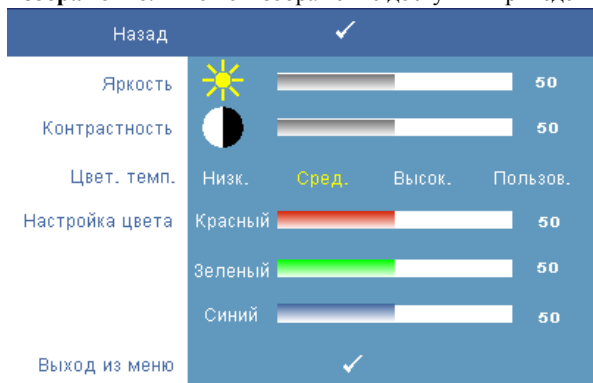 Назад
Яркость 50
Контрастность 50
Цвет. темп. Низк. Сред. Высок. Пользов.
Настройка цвета Красный 50
Зеленый 50
Синий 50
Выход из меню